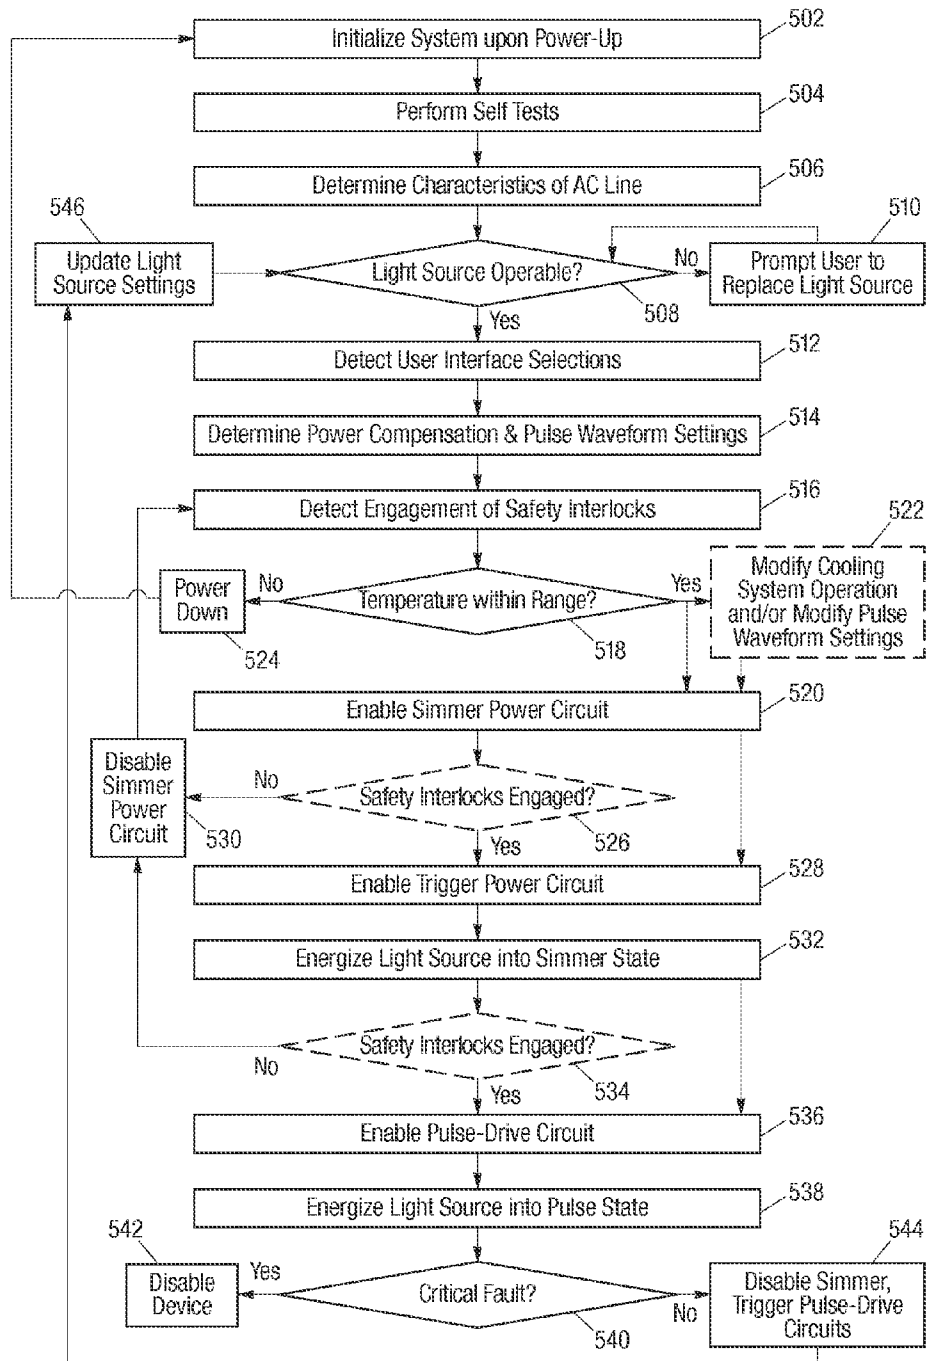 502
Initialize System upon Power-Up
504
Perform Self Tests
506
Determine Characteristics of AC Line
546
510
Update Light
Source Settings
Light Source Operable?
No
Prompt User to
Replace Light Source
508
Yes
512
Detect User Interface Selections
514
Determine Power Compensation & Pulse Waveform Settings
516
Detect Engagement of Safety Interlocks
522
Power
Down
No
Temperature within Range?
Yes
Modify Cooling
System Operation
and/or Modify Pulse
Waveform Settings
524
518
520
Enable Simmer Power Circuit
Disable
Simmer
Power
Circuit
No
Safety Interlocks Engaged?
530
526
Yes
528
Enable Trigger Power Circuit
532
Energize Light Source into Simmer State
Safety Interlocks Engaged?
No
534
Yes
536
Enable Pulse-Drive Circuit
538
Energize Light Source into Pulse State
542
544
Disable
Device
Yes
Critical Fault?
No
540
Disable Simmer,
Trigger Pulse-Drive
Circuits